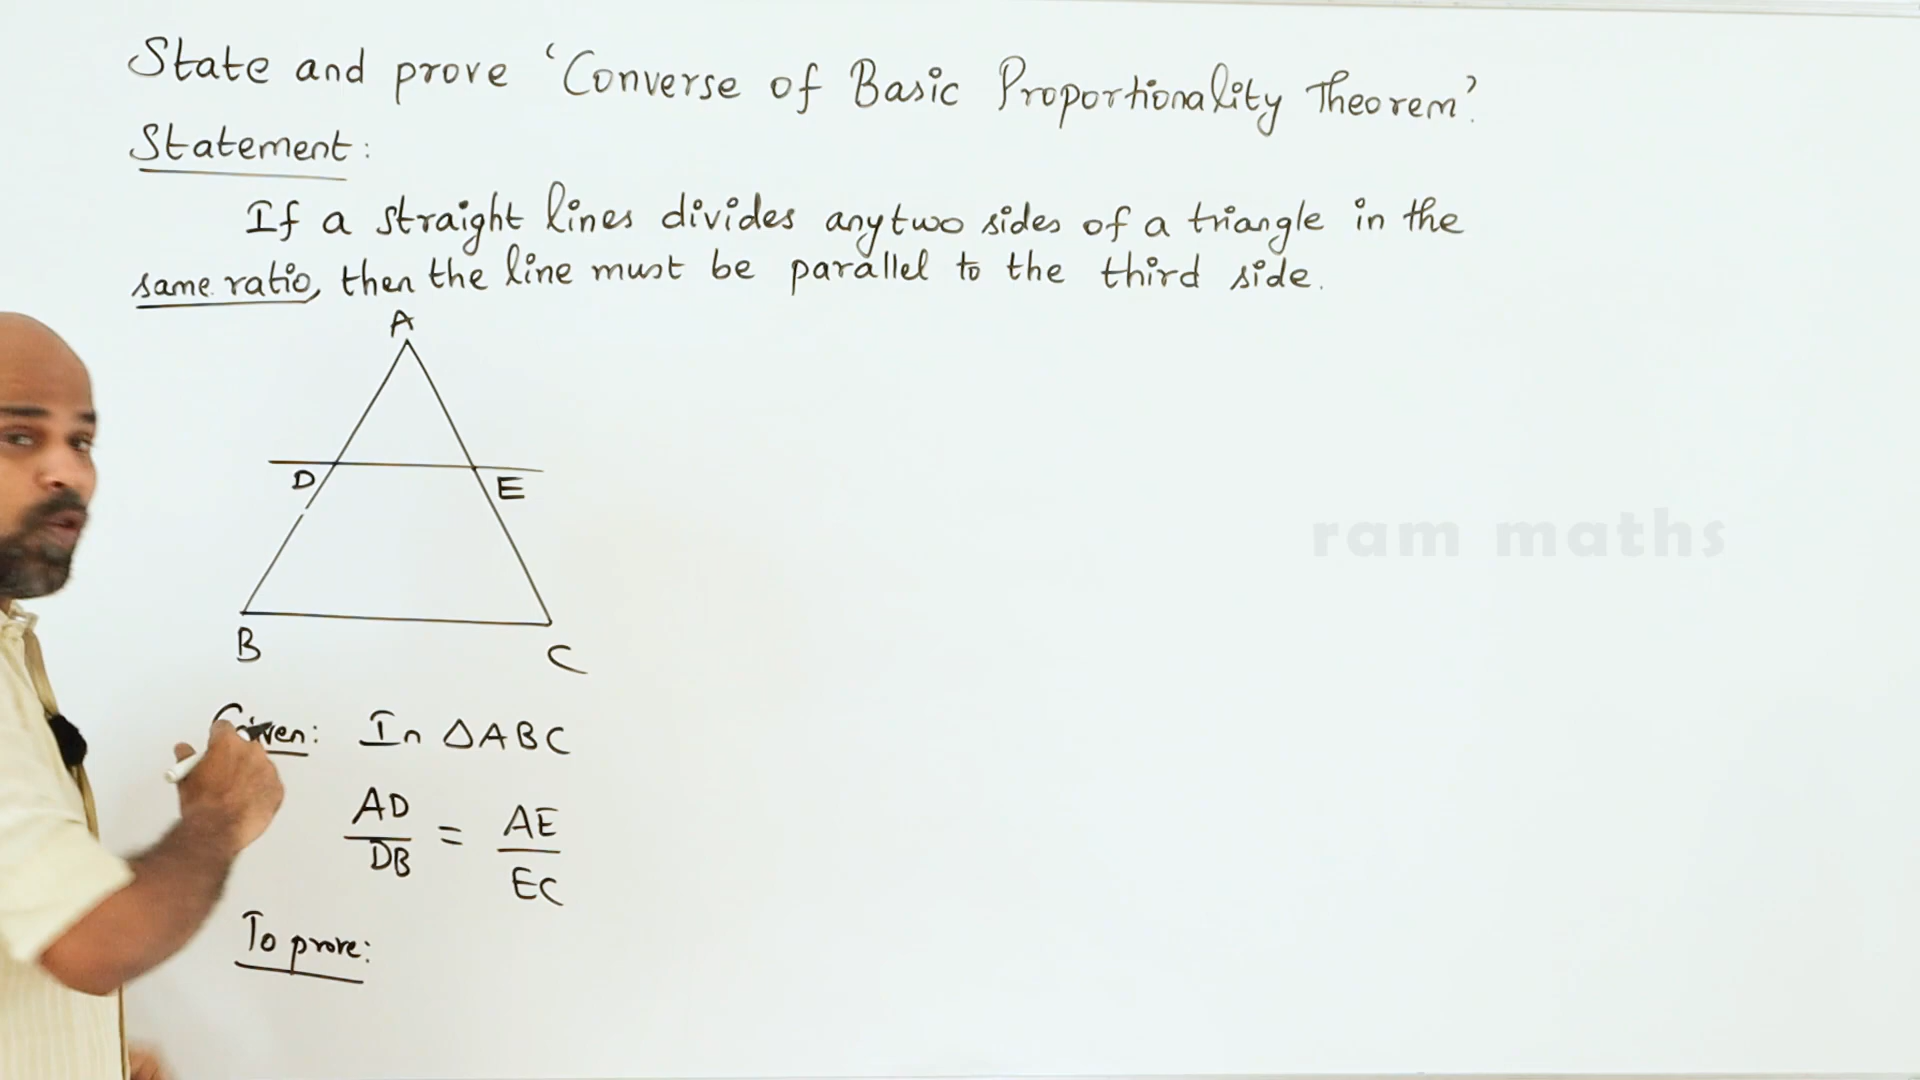 State and prove ‘Converse of Basic Proportionality Theorem’.
Statement:
If a straight lines divides any two sides of a triangle in the
same ratio, then the line must be parallel to the third side.
A
D E
B C
Given: In △ABC
AD/DB = AE/EC
To prove:
ram maths